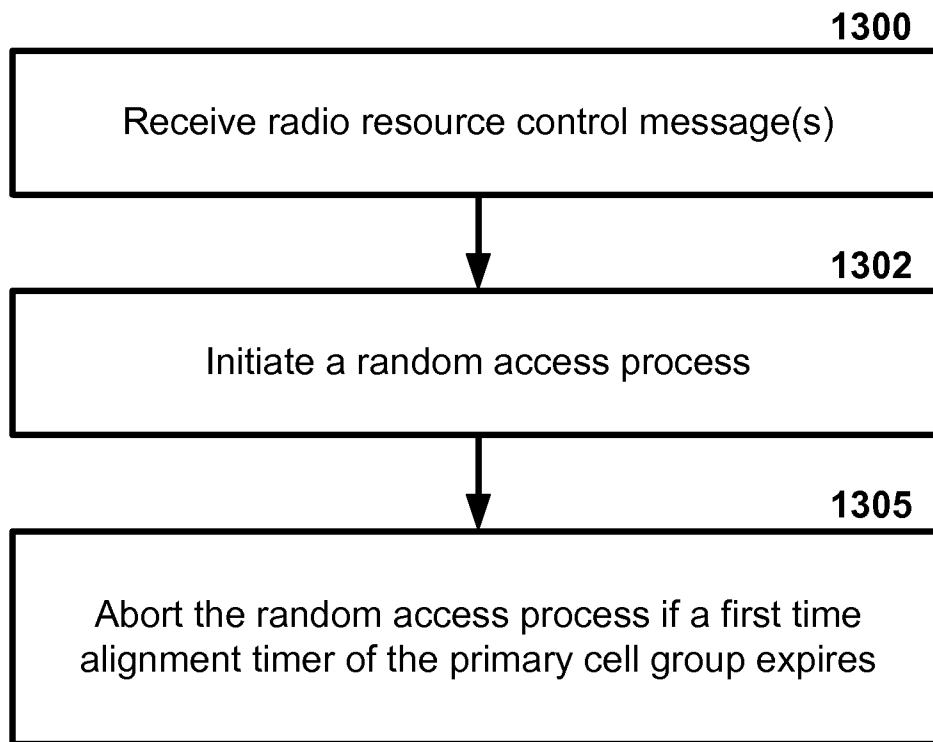 1300
Receive radio resource control message(s)
1302
Initiate a random access process
1305
Abort the random access process if a first time
alignment timer of the primary cell group expires